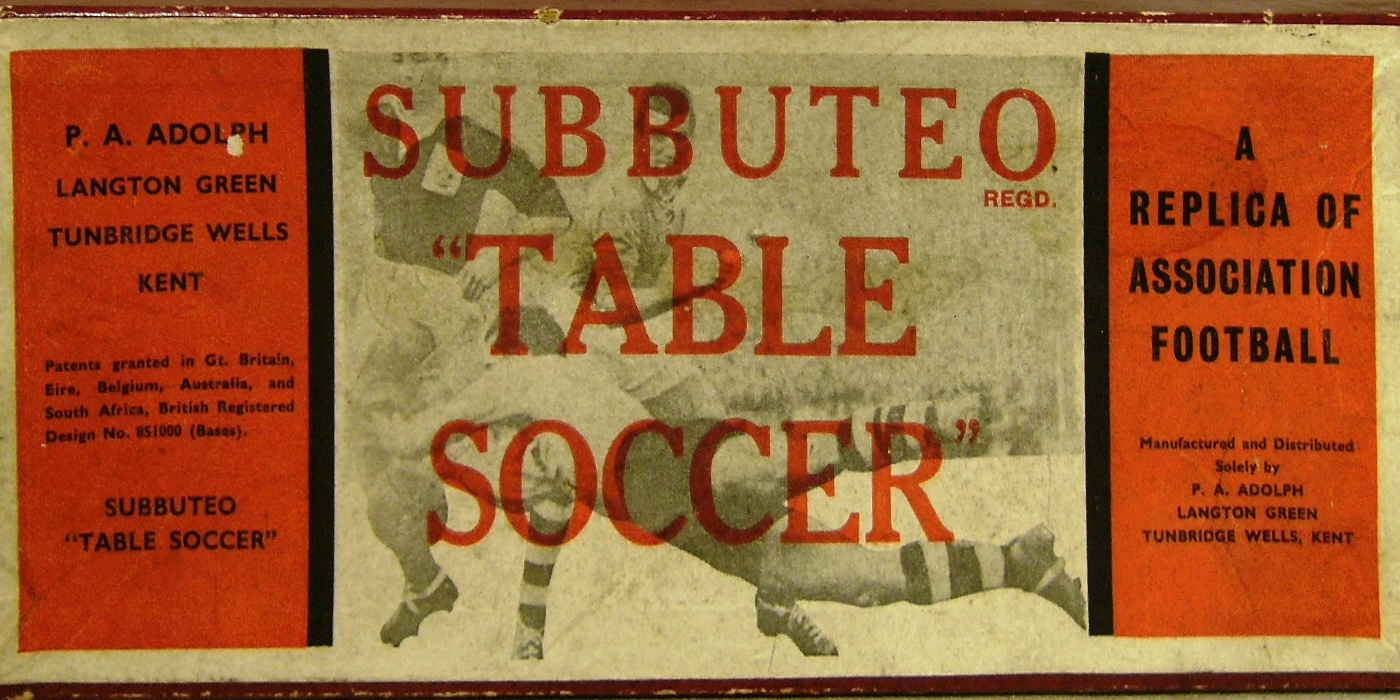 P. A. ADOLPH
LANGTON GREEN
TUNBRIDGE WELLS
KENT
Patents granted in Gt. Britain,
Eire, Belgium, Australia, and
South Africa, British Registered
Design No. 851000 (Bases).
SUBBUTEO
“TABLE SOCCER”
SUBBUTEO
REGD.
“TABLE
SOCCER”
A
REPLICA OF
ASSOCIATION
FOOTBALL
Manufactured and Distributed
Solely by
P. A. ADOLPH
LANGTON GREEN
TUNBRIDGE WELLS, KENT